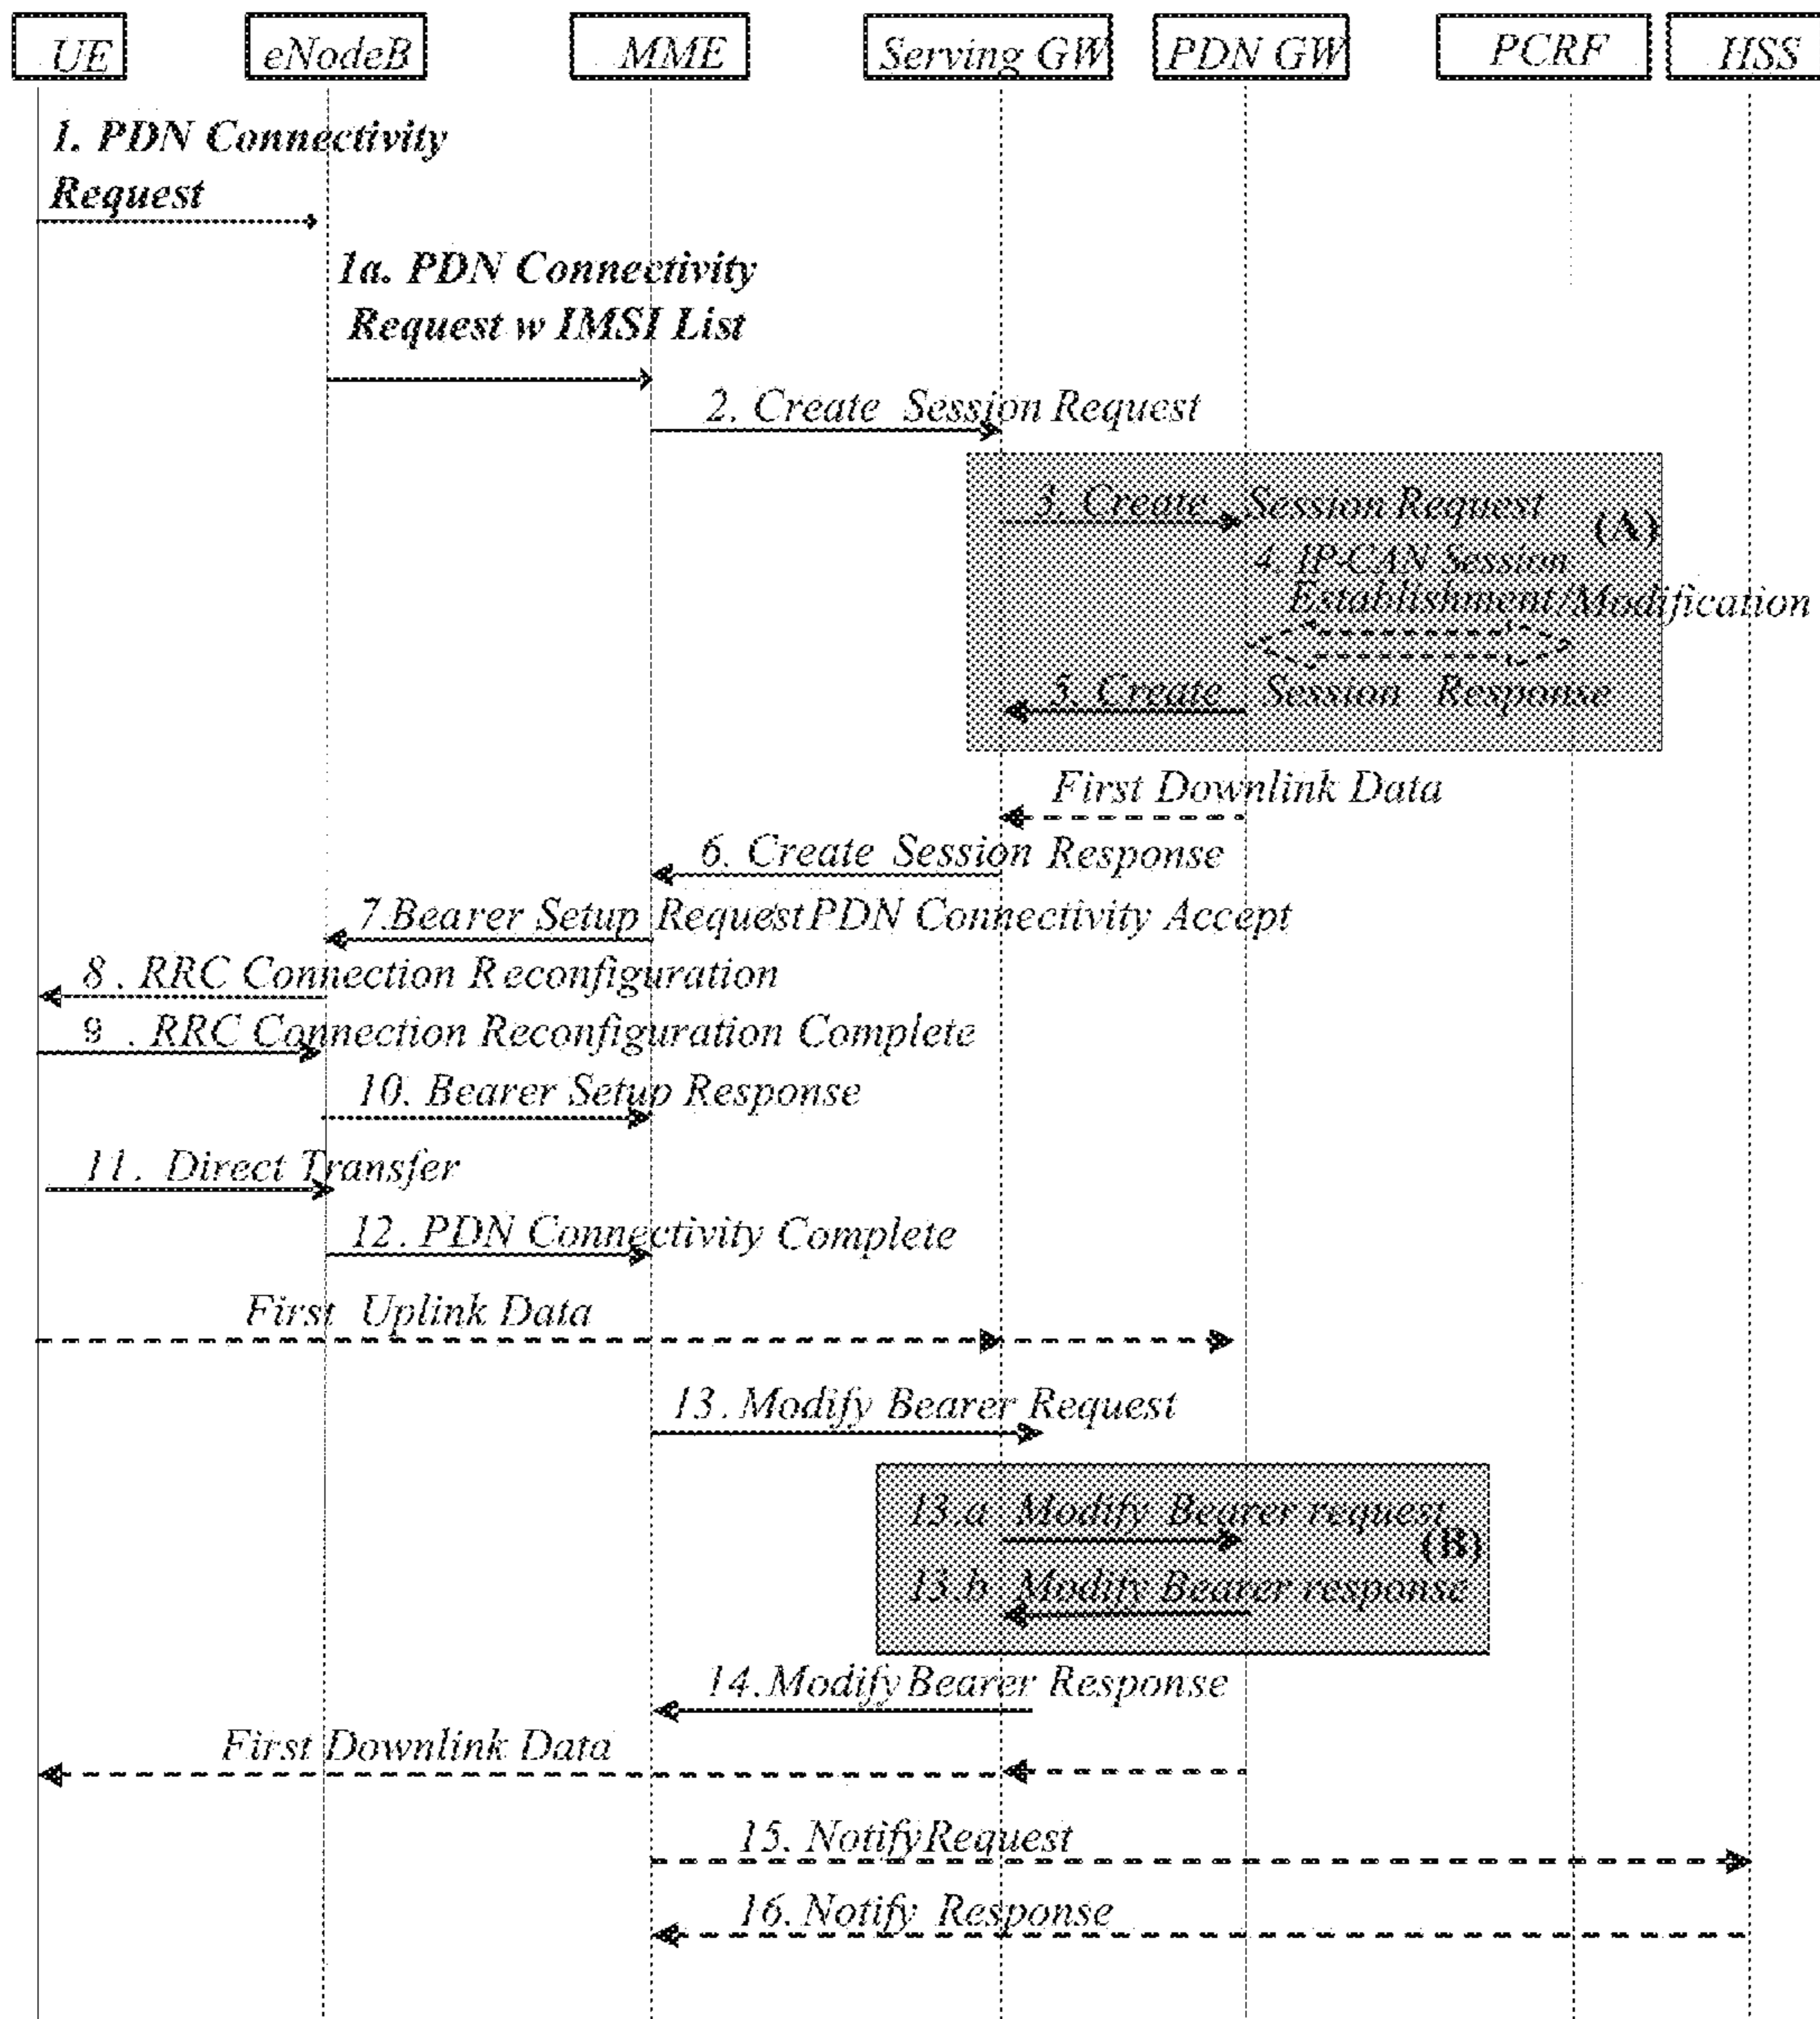 UE eNodeB MME Serving GW PDN GW PCRF HSS
1. PDN Connectivity
Request
1a. PDN Connectivity
Request w IMSI List
2. Create Session Request
3. Create Session Request
(A)
4. IP-CAN Session
Establishment/Modification
5. Create Session Response
First Downlink Data
6. Create Session Response
7.Bearer Setup Request PDN Connectivity Accept
8 . RRC Connection Reconfiguration
9 . RRC Connection Reconfiguration Complete
10. Bearer Setup Response
11. Direct Transfer
12. PDN Connectivity Complete
First Uplink Data
13. Modify Bearer Request
13.a Modify Bearer request
(B)
13.b Modify Bearer response
14. Modify Bearer Response
First Downlink Data
15. Notify Request
16. Notify Response